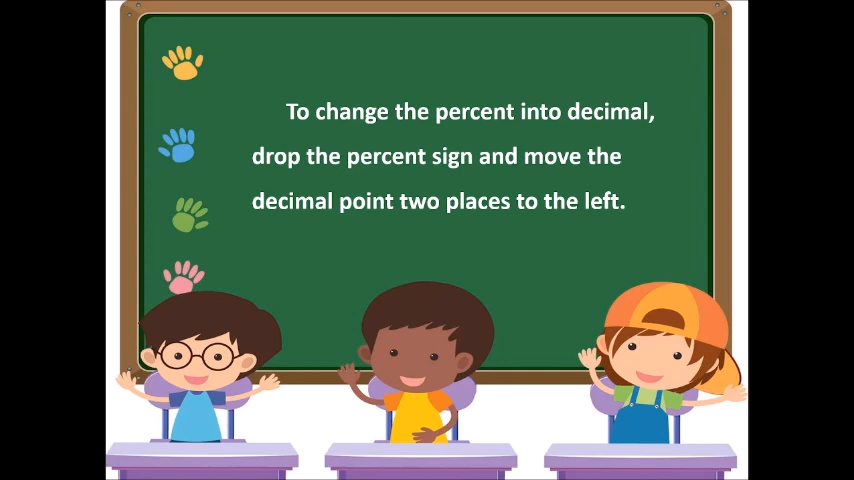 To change the percent into decimal,
drop the percent sign and move the
decimal point two places to the left.